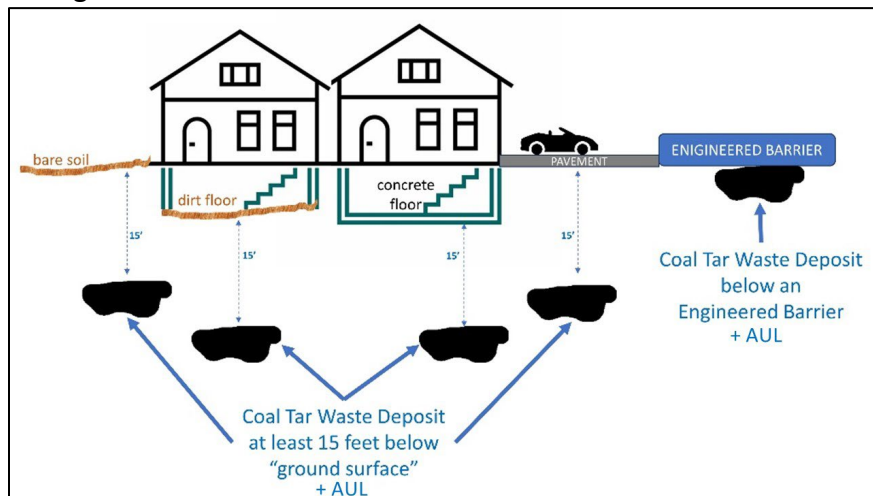 bare soil
dirt floor
concrete
floor
PAVEMENT
ENIGINEERED BARRIER
15'
15'
15'
15'
Coal Tar Waste Deposit
below an
Engineered Barrier
+ AUL
Coal Tar Waste Deposit
at least 15 feet below
“ground surface”
+ AUL